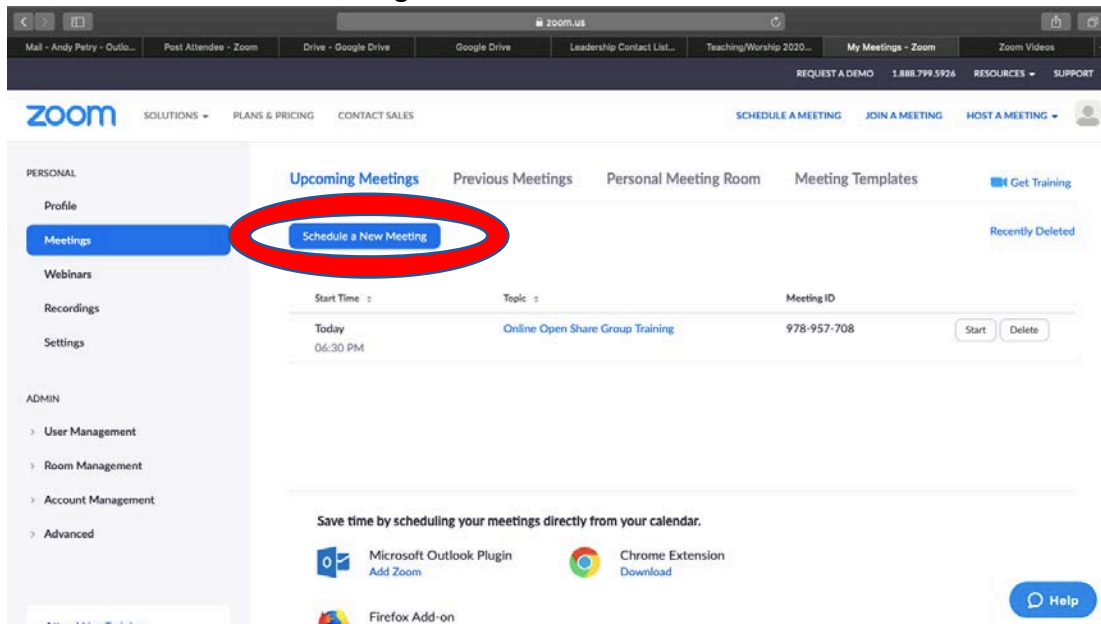 zoom.us
Mail - Andy Petry - Outlo... Post Attendee - Zoom Drive - Google Drive Google Drive Leadership Contact List... Teaching/Worship 2020... My Meetings - Zoom Zoom Videos
REQUEST A DEMO 1.888.799.5926 RESOURCES SUPPORT
zoom SOLUTIONS PLANS & PRICING CONTACT SALES SCHEDULE A MEETING JOIN A MEETING HOST A MEETING
PERSONAL
Profile
Meetings
Webinars
Recordings
Settings
ADMIN
User Management
Room Management
Account Management
Advanced
Upcoming Meetings Previous Meetings Personal Meeting Room Meeting Templates Get Training
Schedule a New Meeting Recently Deleted
Start Time Topic Meeting ID
Today Online Open Share Group Training 978-957-708 Start Delete
06:30 PM
Save time by scheduling your meetings directly from your calendar.
Microsoft Outlook Plugin Chrome Extension
Add Zoom Download
Firefox Add-on
Help